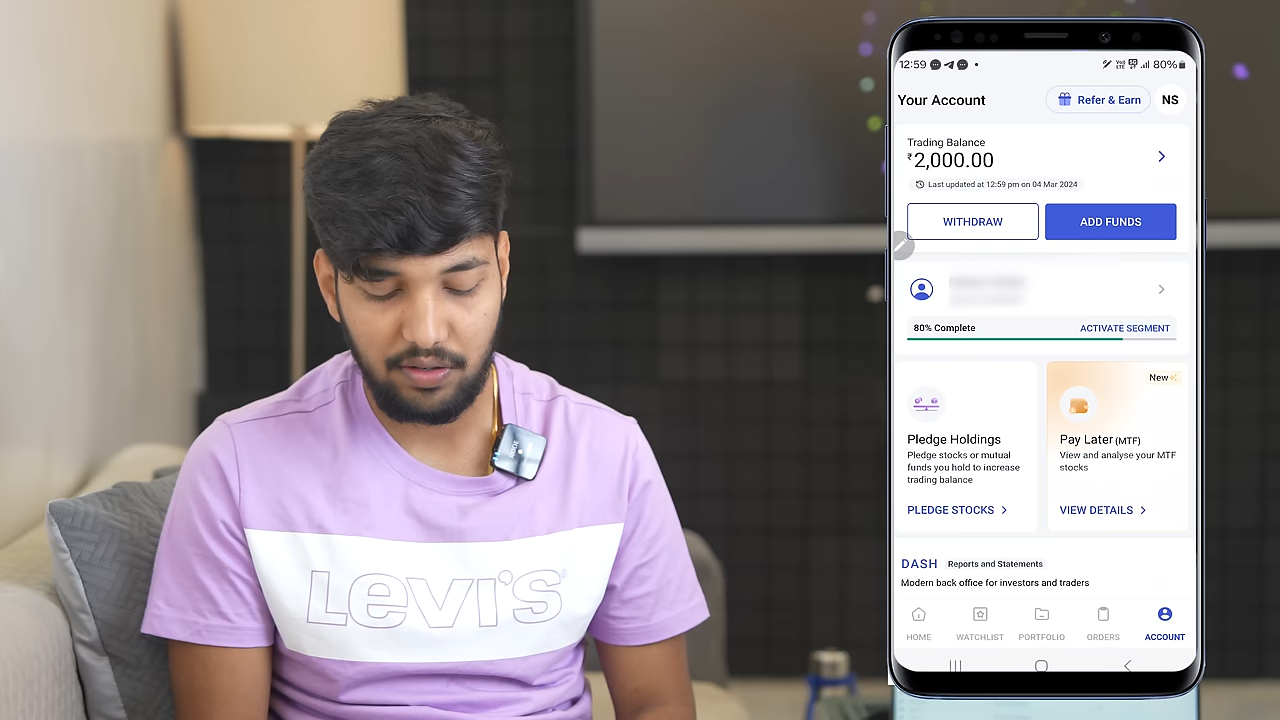 LEVI'S
12:59
80%
Your Account
Refer & Earn
NS
Trading Balance
₹2,000.00
Last updated at 12:59 pm on 04 Mar 2024
WITHDRAW
ADD FUNDS
80% Complete
ACTIVATE SEGMENT
Pledge Holdings
Pledge stocks or mutual
funds you hold to increase
trading balance
PLEDGE STOCKS
New
Pay Later (MTF)
View and analyse your MTF
stocks
VIEW DETAILS
DASH Reports and Statements
Modern back office for investors and traders
HOME
WATCHLIST
PORTFOLIO
ORDERS
ACCOUNT